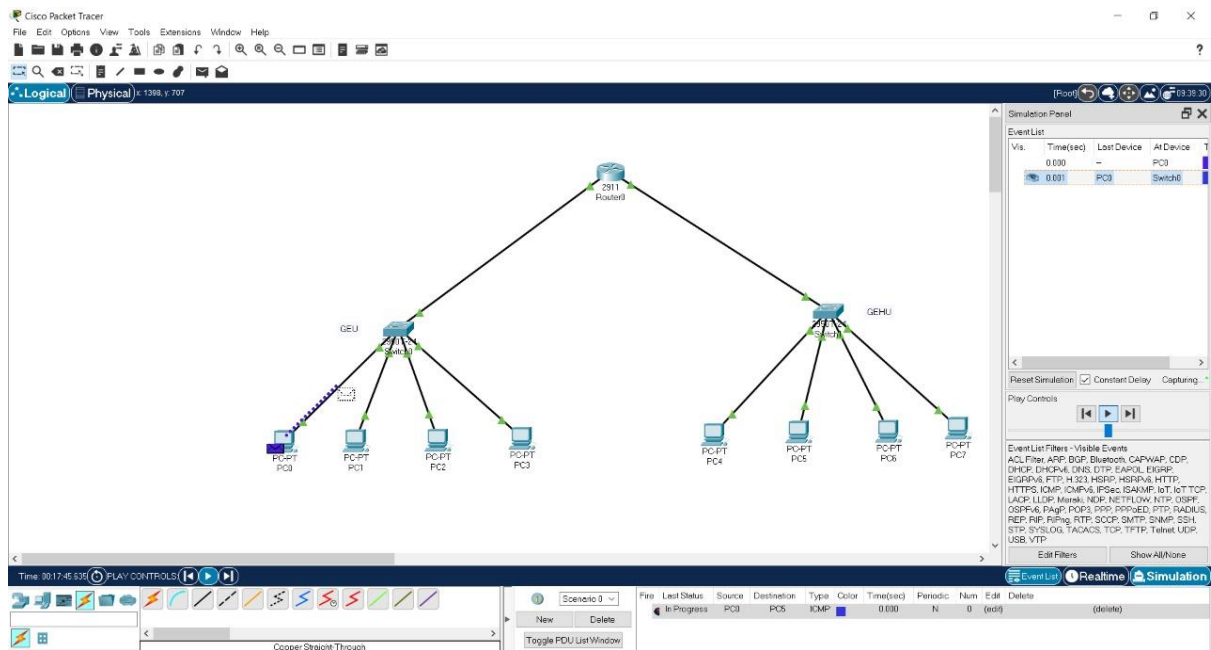 Cisco Packet Tracer
File Edit Options View Tools Extensions Window Help
?
Logical Physical x: 1398, y: 707
[Root] 09:39:30
Simulation Panel
Event List
Vis. Time(sec) Last Device At Device T
0.000 -- PC0
0.001 PC0 Switch0
2911
Router0
GEU
Switch0
GEHU
PC-PT
PC0
PC-PT
PC1
PC-PT
PC2
PC-PT
PC3
PC-PT
PC4
PC-PT
PC5
PC-PT
PC6
PC-PT
PC7
Reset Simulation Constant Delay Capturing...
Play Controls
Event List Filters - Visible Events
ACL Filter, ARP, BGP, Bluetooth, CAPWAP, CDP,
DHCP, DHCPv6, DNS, DTP, EAPOL, EIGRP,
EIGRPv6, FTP, H.323, HSRP, HSRPv6, HTTP,
HTTPS, ICMP, ICMPv6, IPSec, ISAKMP, IoT, IoT TCP,
LACP, LLDP, Meraki, NDP, NETFLOW, NTP, OSPF,
OSPFv6, PAgP, POP3, PPP, PPPoED, PTP, RADIUS,
REP, RIP, RIPng, RTP, SCCP, SMTP, SNMP, SSH,
STP, SYSLOG, TACACS, TCP, TFTP, Telnet, UDP,
USB, VTP
Edit Filters Show All/None
Time: 00:17:45.635 PLAY CONTROLS:
Event List Realtime Simulation
Scenario 0
New Delete
Toggle PDU List Window
Fire Last Status Source Destination Type Color Time(sec) Periodic Num Edit Delete
In Progress PC0 PC5 ICMP 0.000 N 0 (edit) (delete)
Copper Straight-Through